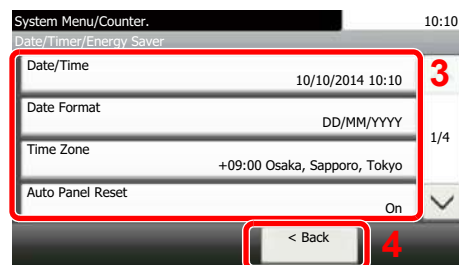 System Menu/Counter. 10:10
Date/Timer/Energy Saver
Date/Time
10/10/2014 10:10
3
Date Format
DD/MM/YYYY
1/4
Time Zone
+09:00 Osaka, Sapporo, Tokyo
Auto Panel Reset
On
< Back
4